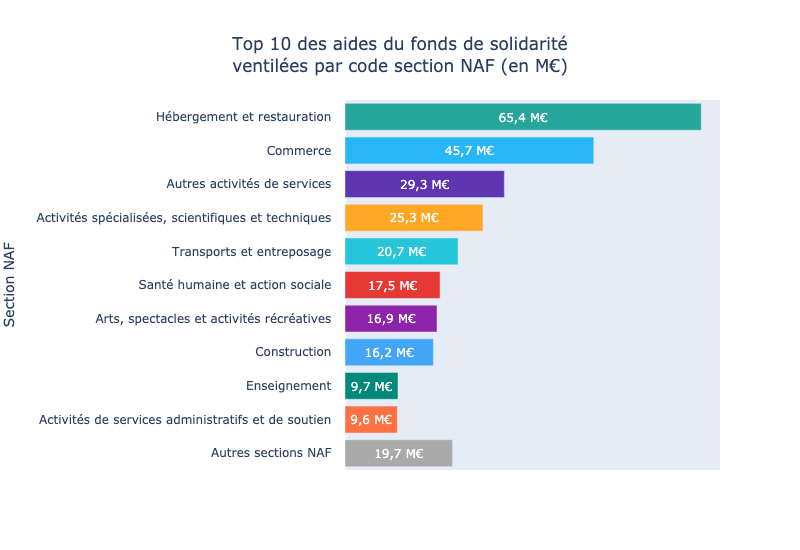 Top 10 des aides du fonds de solidarité
ventilées par code section NAF (en M€)
Section NAF
Hébergement et restauration 65,4 M€
Commerce 45,7 M€
Autres activités de services 29,3 M€
Activités spécialisées, scientifiques et techniques 25,3 M€
Transports et entreposage 20,7 M€
Santé humaine et action sociale 17,5 M€
Arts, spectacles et activités récréatives 16,9 M€
Construction 16,2 M€
Enseignement 9,7 M€
Activités de services administratifs et de soutien 9,6 M€
Autres sections NAF 19,7 M€